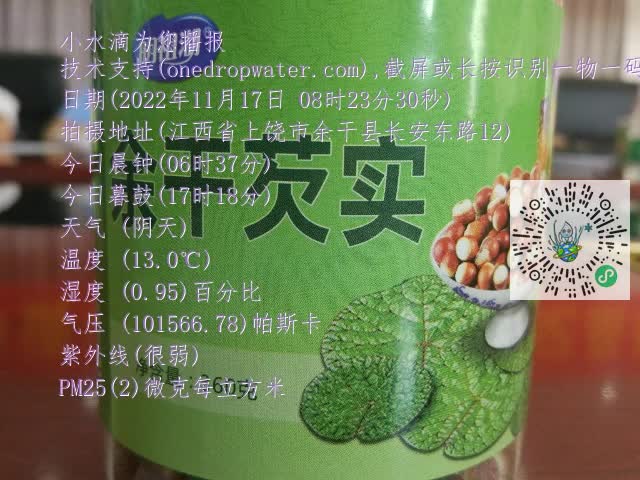 小水滴为您播报
技术支持(onedropwater.com),截屏或长按识别一物一码
日期(2022年11月17日 08时23分30秒)
拍摄地址(江西省上饶市余干县长安东路12)
今日晨钟(06时37分)
余干芡实
今日暮鼓(17时18分)
天气 (阴天)
温度 (13.0℃)
湿度 (0.95)百分比
气压 (101566.78)帕斯卡
紫外线(很弱)
净含量:
PM25(2)微克每立方米